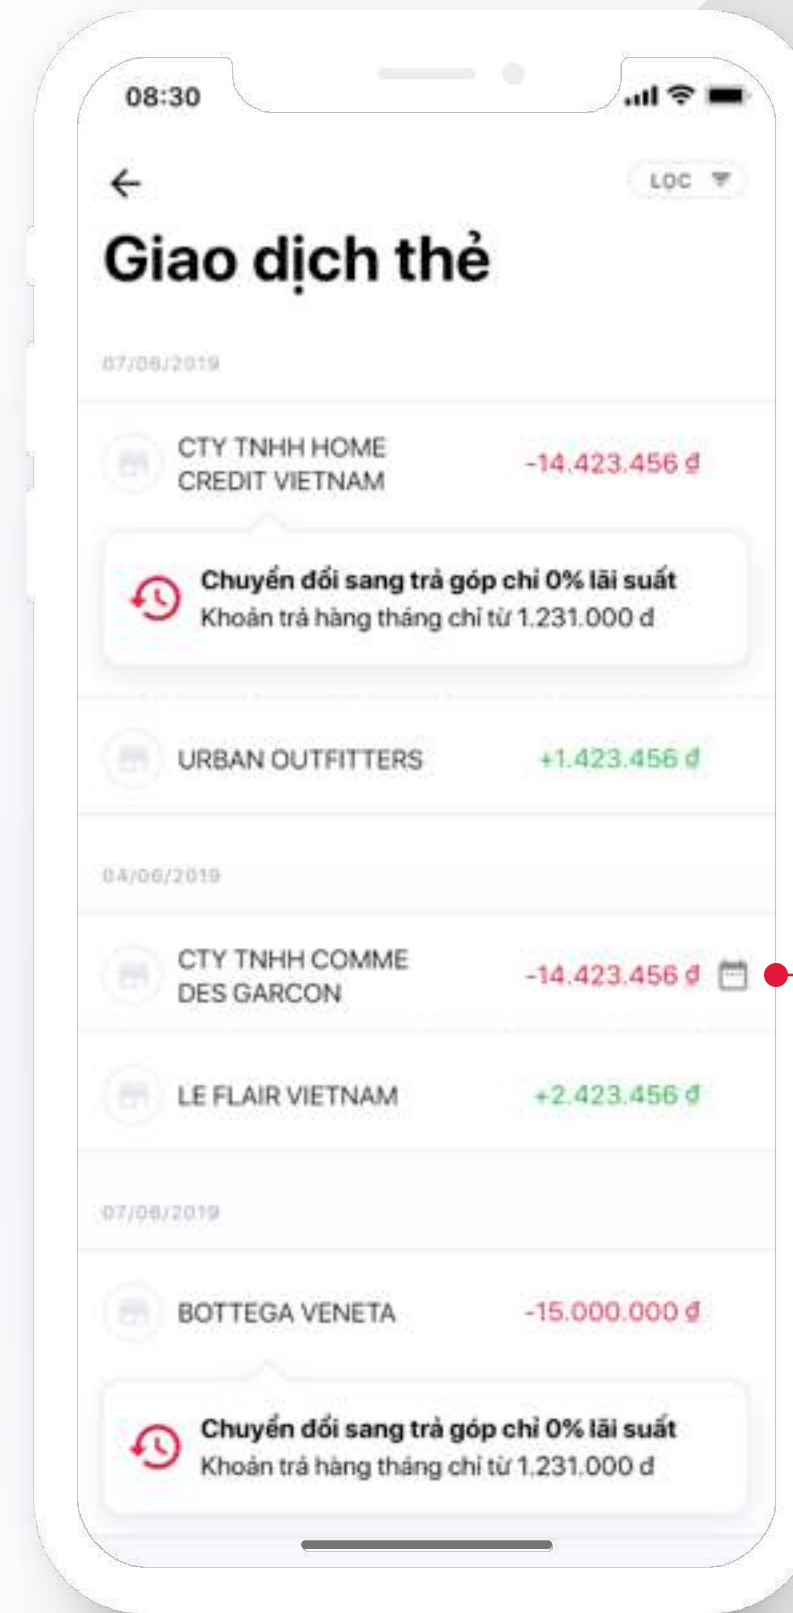 08:30
LỌC
Giao dịch thẻ
07/06/2019
CTY TNHH HOME
CREDIT VIETNAM
-14.423.456 ₫
Chuyển đổi sang trả góp chỉ 0% lãi suất
Khoản trả hàng tháng chỉ từ 1.231.000 đ
URBAN OUTFITTERS
+1.423.456 ₫
04/06/2019
CTY TNHH COMME
DES GARCON
-14.423.456 ₫
LE FLAIR VIETNAM
+2.423.456 ₫
07/06/2019
BOTTEGA VENETA
-15.000.000 ₫
Chuyển đổi sang trả góp chỉ 0% lãi suất
Khoản trả hàng tháng chỉ từ 1.231.000 đ